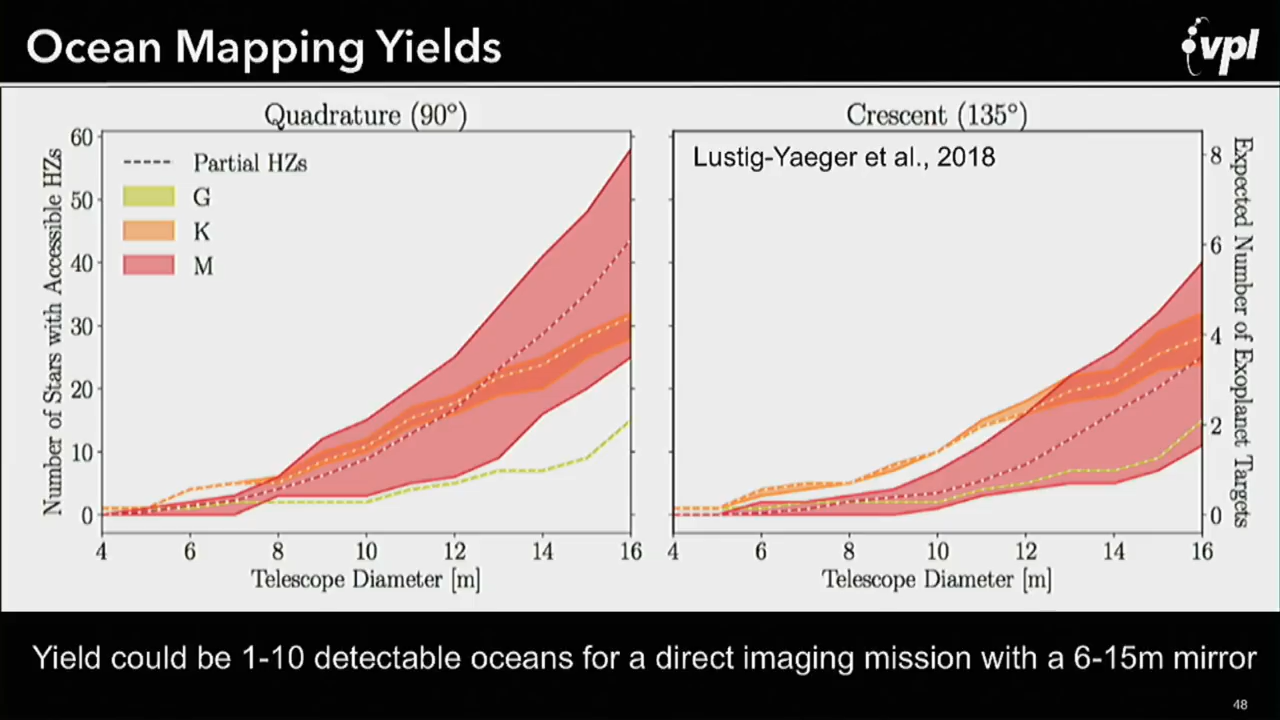 Ocean Mapping Yields
vpl
Quadrature (90°)
Number of Stars with Accessible HZs
60
50
40
30
20
10
0
Partial HZs
G
K
M
4 6 8 10 12 14 16
Telescope Diameter [m]
Crescent (135°)
Lustig-Yaeger et al., 2018
8
6
4
2
0
Expected Number of Exoplanet Targets
4 6 8 10 12 14 16
Telescope Diameter [m]
Yield could be 1-10 detectable oceans for a direct imaging mission with a 6-15m mirror
48